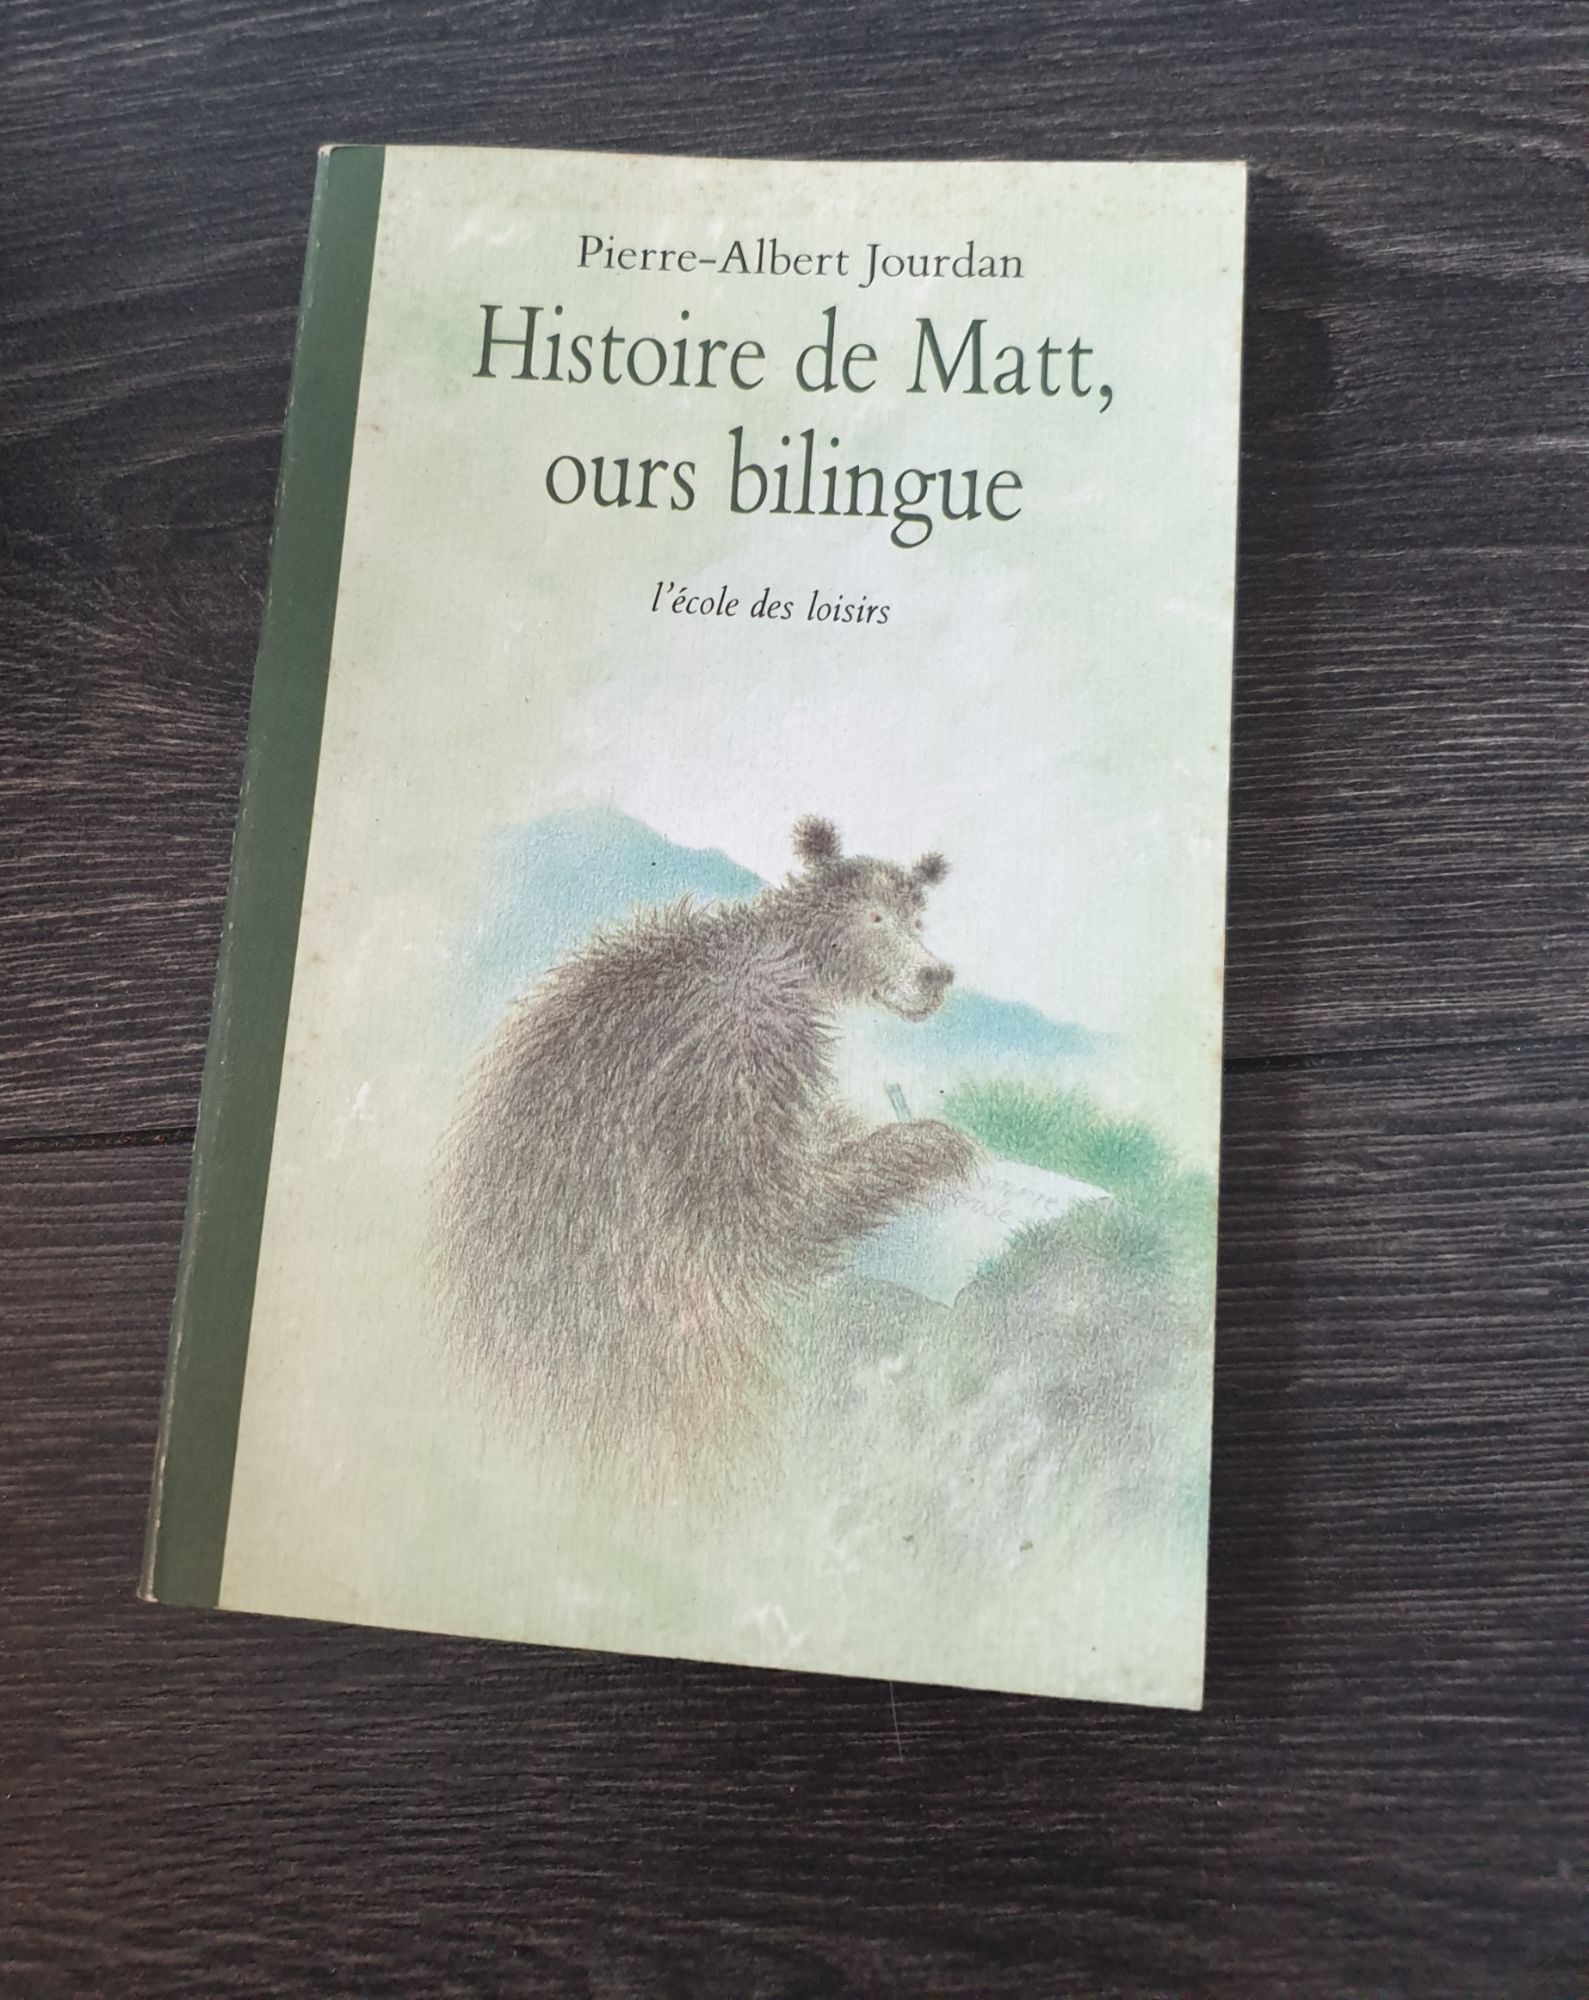 Pierre-Albert Jourdan
Histoire de Matt,
ours bilingue
l'école des loisirs